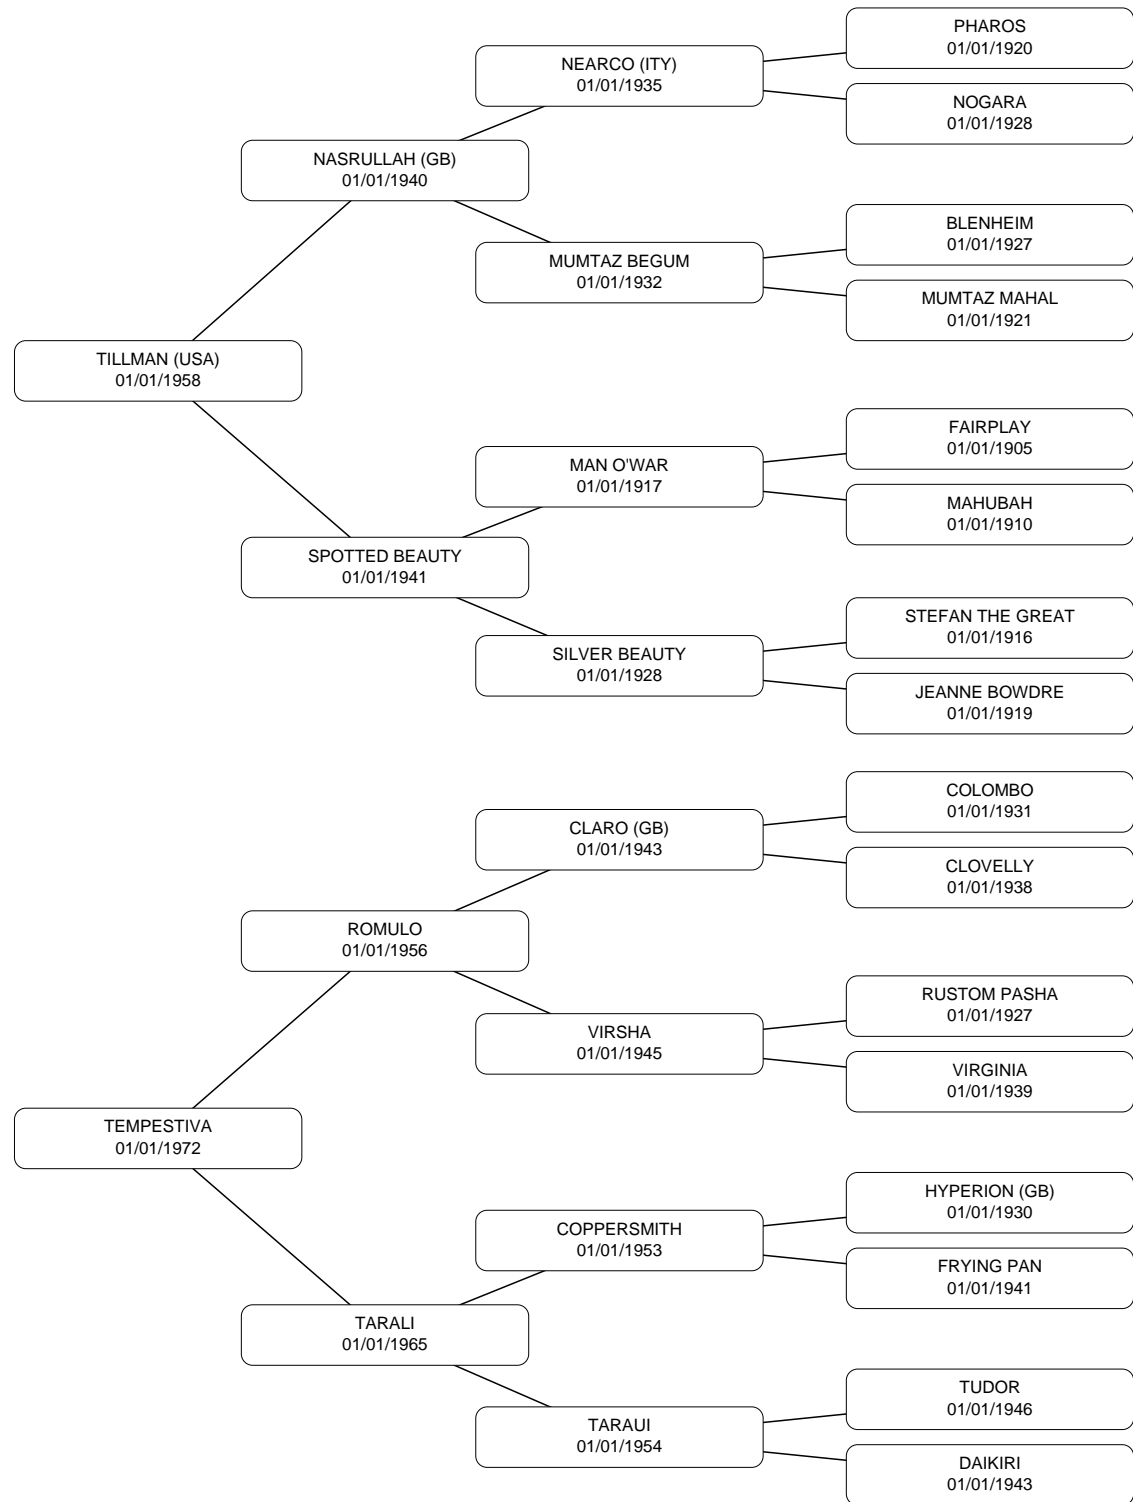 PHAROS
01/01/1920
NEARCO (ITY)
01/01/1935
NOGARA
01/01/1928
NASRULLAH (GB)
01/01/1940
BLENHEIM
01/01/1927
MUMTAZ BEGUM
01/01/1932
MUMTAZ MAHAL
01/01/1921
TILLMAN (USA)
01/01/1958
FAIRPLAY
01/01/1905
MAN O'WAR
01/01/1917
MAHUBAH
01/01/1910
SPOTTED BEAUTY
01/01/1941
STEFAN THE GREAT
01/01/1916
SILVER BEAUTY
01/01/1928
JEANNE BOWDRE
01/01/1919
COLOMBO
01/01/1931
CLARO (GB)
01/01/1943
CLOVELLY
01/01/1938
ROMULO
01/01/1956
RUSTOM PASHA
01/01/1927
VIRSHA
01/01/1945
VIRGINIA
01/01/1939
TEMPESTIVA
01/01/1972
HYPERION (GB)
01/01/1930
COPPERSMITH
01/01/1953
FRYING PAN
01/01/1941
TARALI
01/01/1965
TUDOR
01/01/1946
TARAUI
01/01/1954
DAIKIRI
01/01/1943